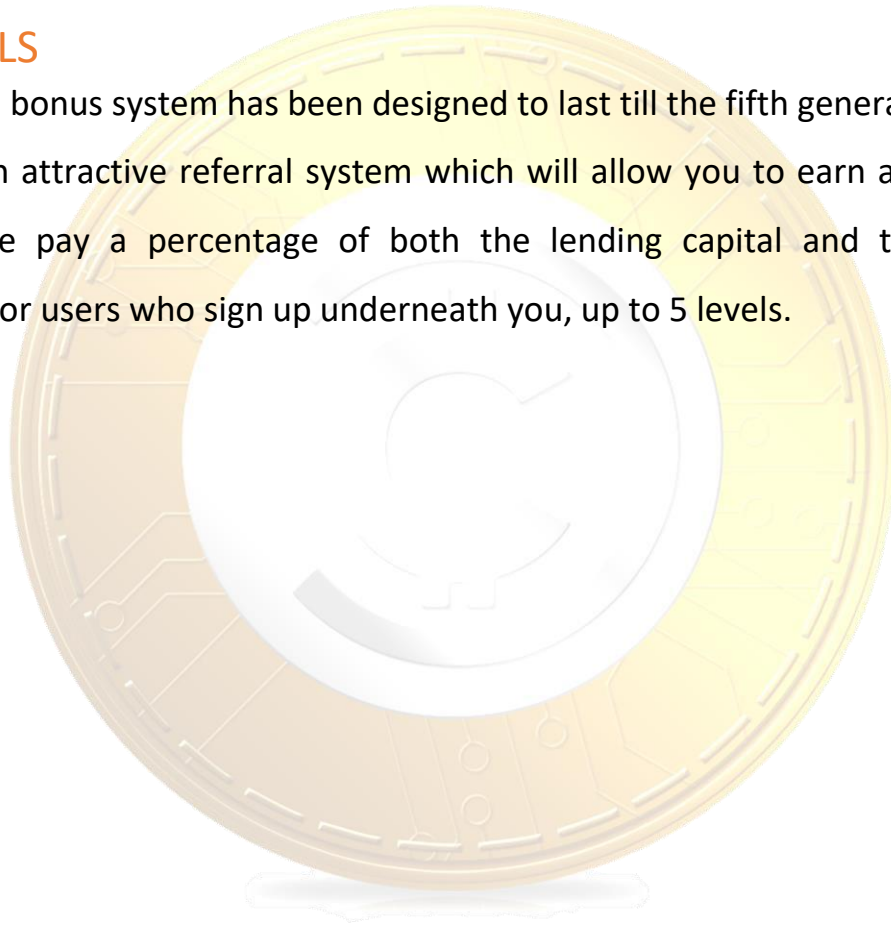 LS
bonus system has been designed to last till the fifth genera
attractive referral system which will allow you to earn a
pay a percentage of both the lending capital and t
or users who sign up underneath you, up to 5 levels.